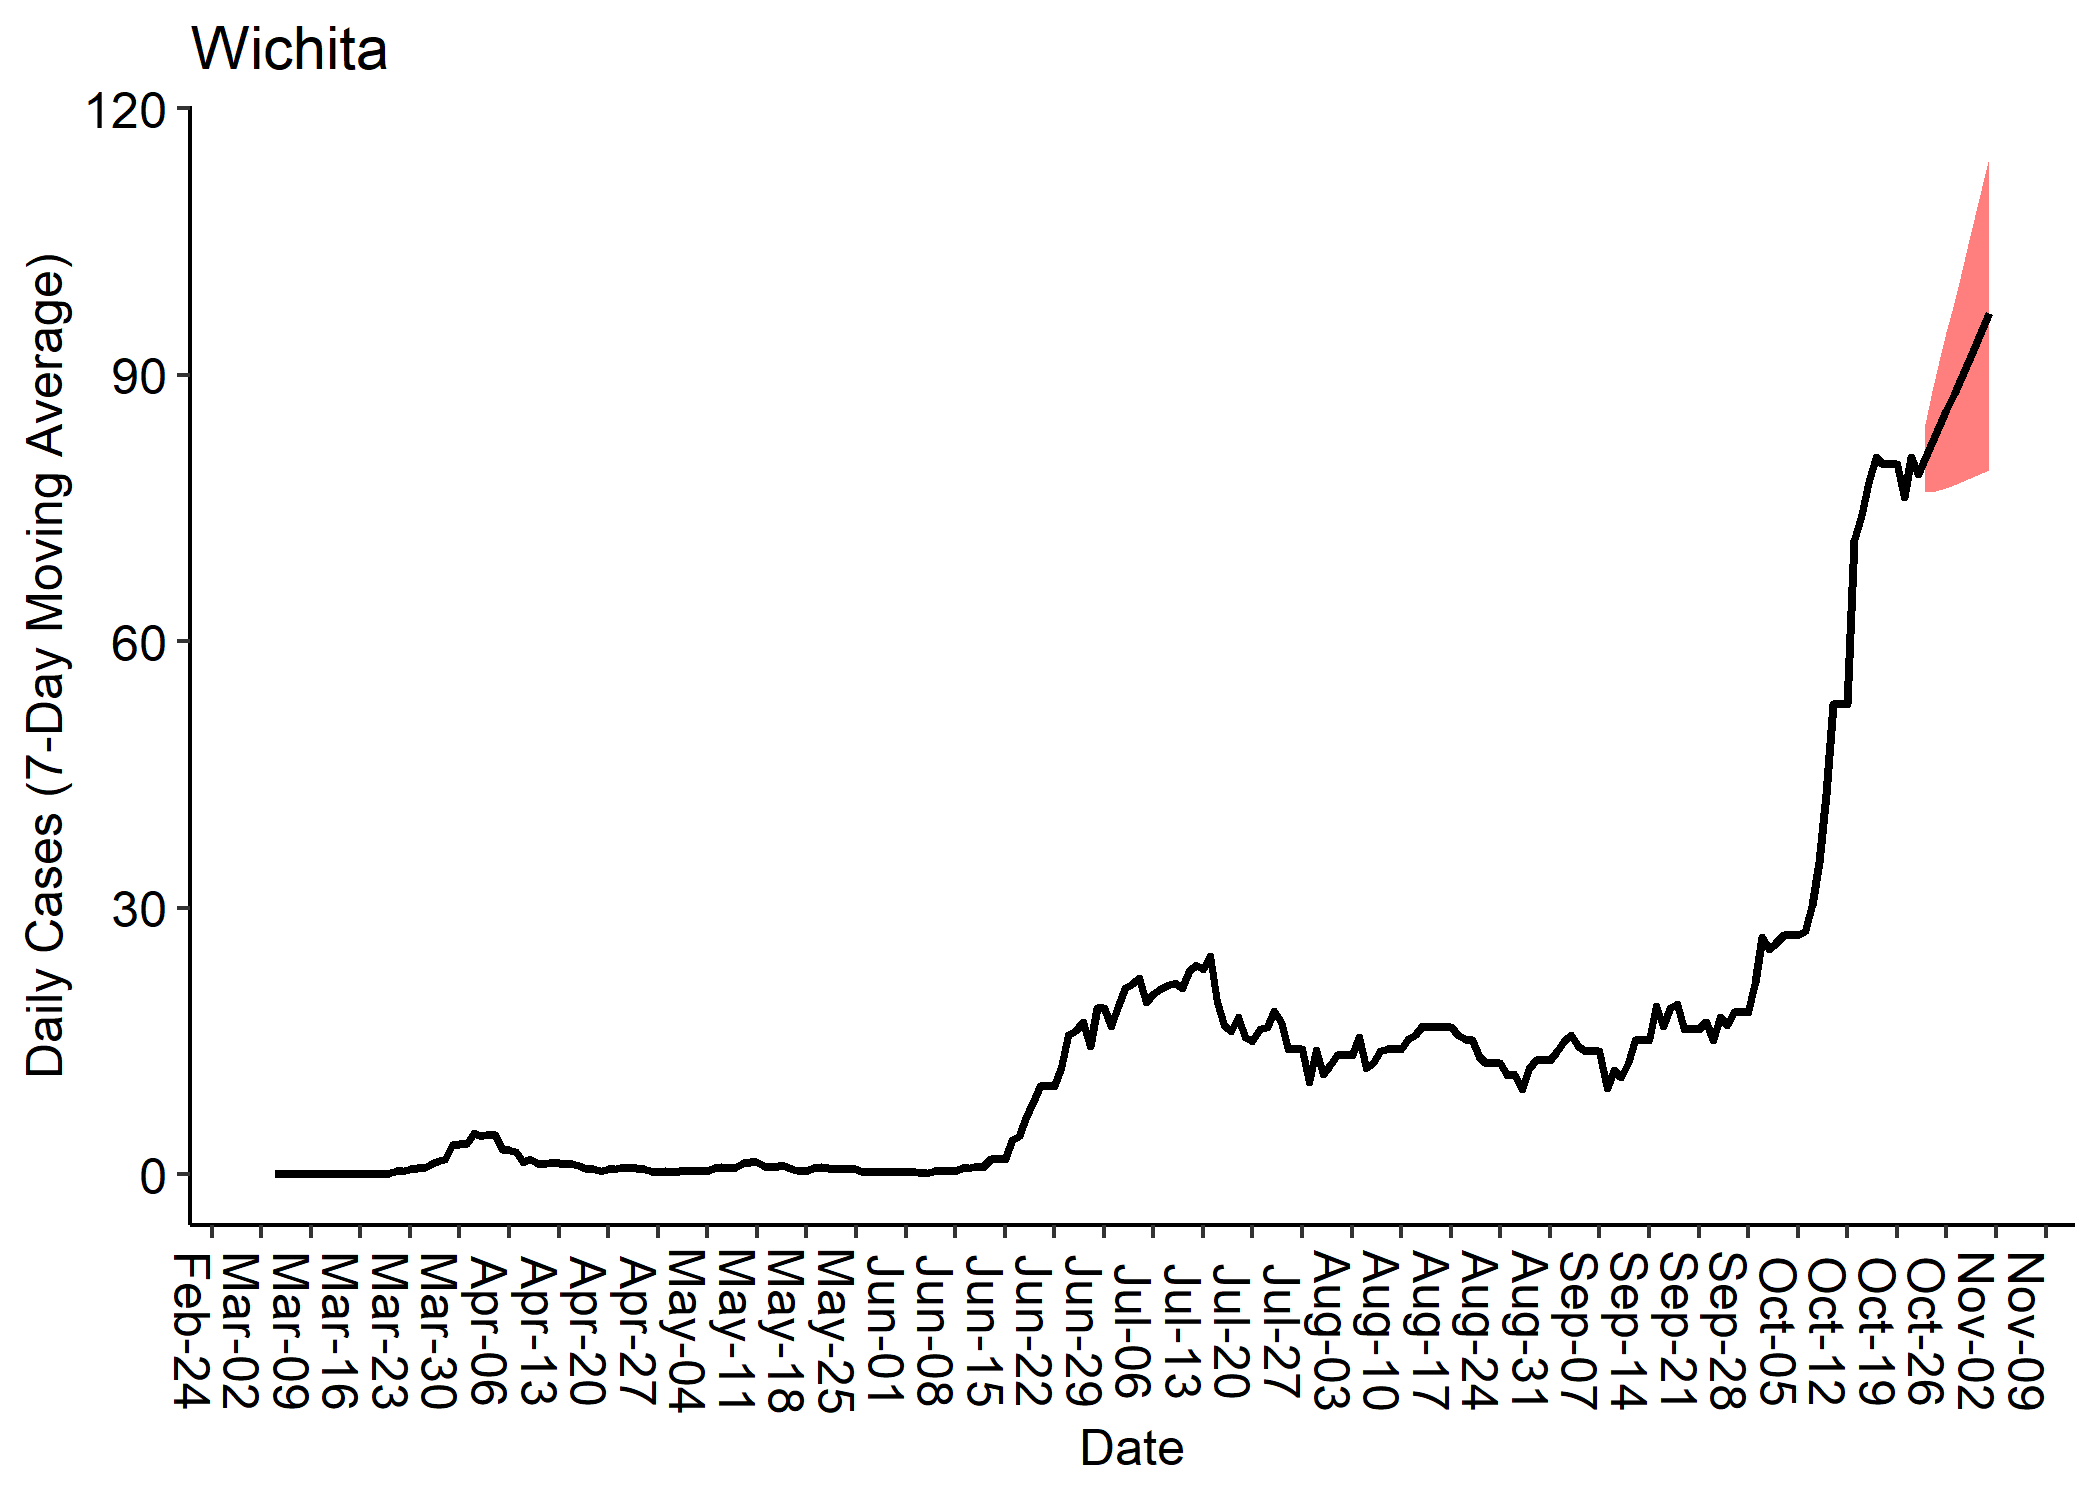 Wichita
120
90
60
30
0
Daily Cases (7-Day Moving Average)
Feb-24
Mar-02
Mar-09
Mar-16
Mar-23
Mar-30
Apr-06
Apr-13
Apr-20
Apr-27
May-04
May-11
May-18
May-25
Jun-01
Jun-08
Jun-15
Jun-22
Jun-29
Jul-06
Jul-13
Jul-20
Jul-27
Aug-03
Aug-10
Aug-17
Aug-24
Aug-31
Sep-07
Sep-14
Sep-21
Sep-28
Oct-05
Oct-12
Oct-19
Oct-26
Nov-02
Nov-09
Date